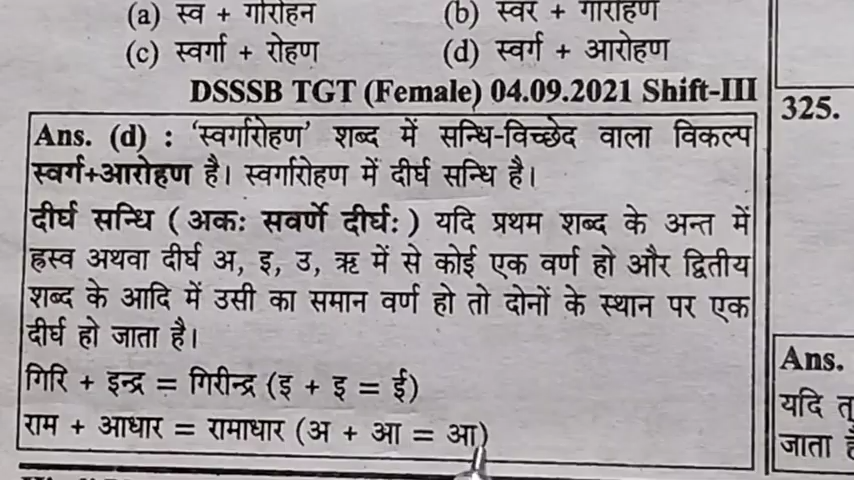 (a) स्व + गारोहन (b) स्वर + गारोहण
(c) स्वर्गा + रोहण (d) स्वर्ग + आरोहण
DSSSB TGT (Female) 04.09.2021 Shift-III
Ans. (d) : 'स्वर्गारोहण' शब्द में सन्धि-विच्छेद वाला विकल्प
स्वर्ग+आरोहण है। स्वर्गारोहण में दीर्घ सन्धि है।
दीर्घ सन्धि ( अकः सवर्णे दीर्घः ) यदि प्रथम शब्द के अन्त में
ह्रस्व अथवा दीर्घ अ, इ, उ, ऋ में से कोई एक वर्ण हो और द्वितीय
शब्द के आदि में उसी का समान वर्ण हो तो दोनों के स्थान पर एक
दीर्घ हो जाता है।
गिरि + इन्द्र = गिरीन्द्र (इ + इ = ई)
राम + आधार = रामाधार (अ + आ = आ)
325.
Ans.
यदि
जाता